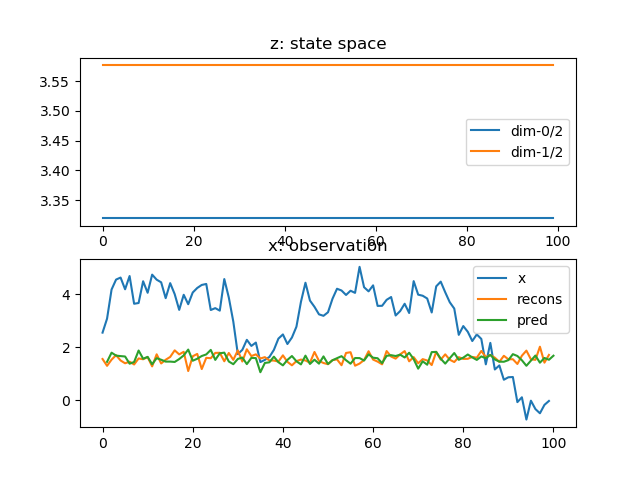 z: state space
3.55
3.50
3.45
3.40
3.35
dim-0/2
dim-1/2
0 20 40 60 80 100
x: observation
4
2
0
x
recons
pred
0 20 40 60 80 100